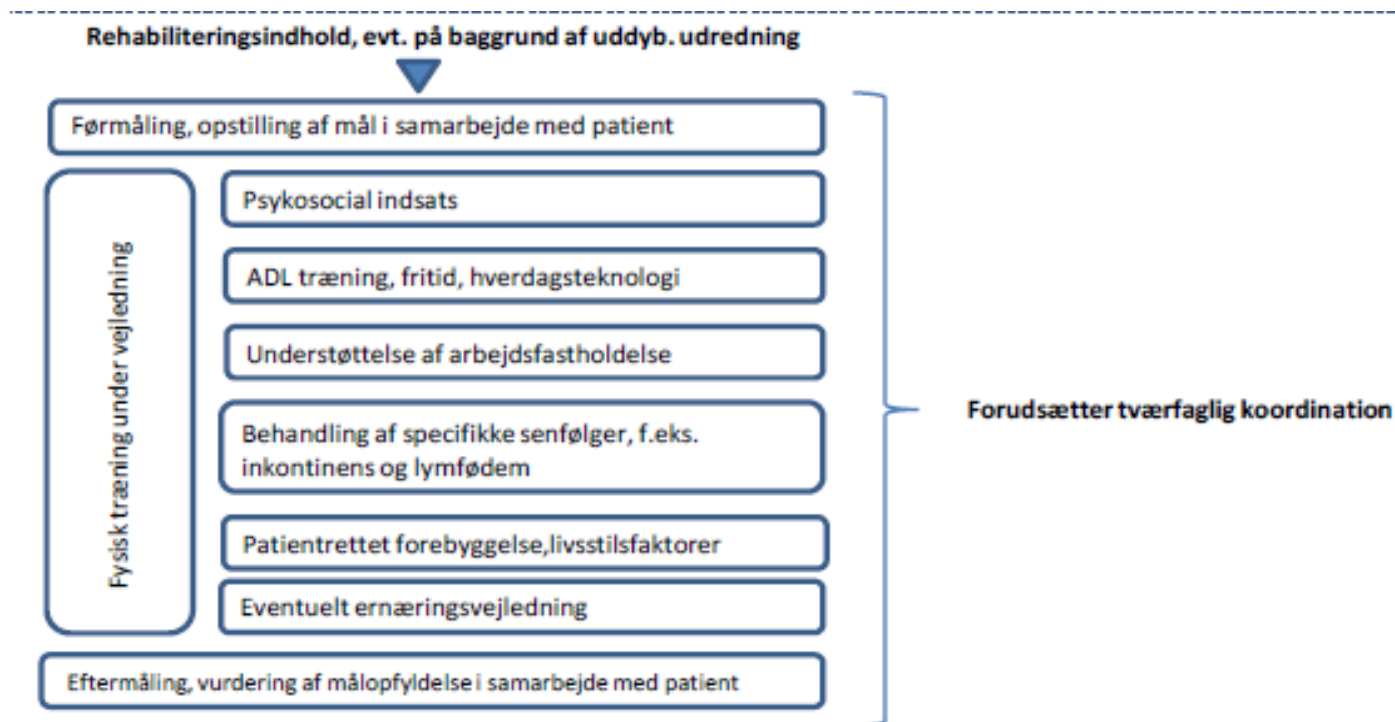 Rehabiliteringsindhold, evt. på baggrund af uddyb. udredning
Førmåling, opstilling af mål i samarbejde med patient
Fysisk træning under vejledning
Psykosocial indsats
ADL træning, fritid, hverdagsteknologi
Understøttelse af arbejdsfastholdelse
Behandling af specifikke senfølger, f.eks.
inkontinens og lymfødem
Patientrettet forebyggelse,livsstilsfaktorer
Eventuelt ernæringsvejledning
Eftermåling, vurdering af målopfyldelse i samarbejde med patient
Forudsætter tværfaglig koordination